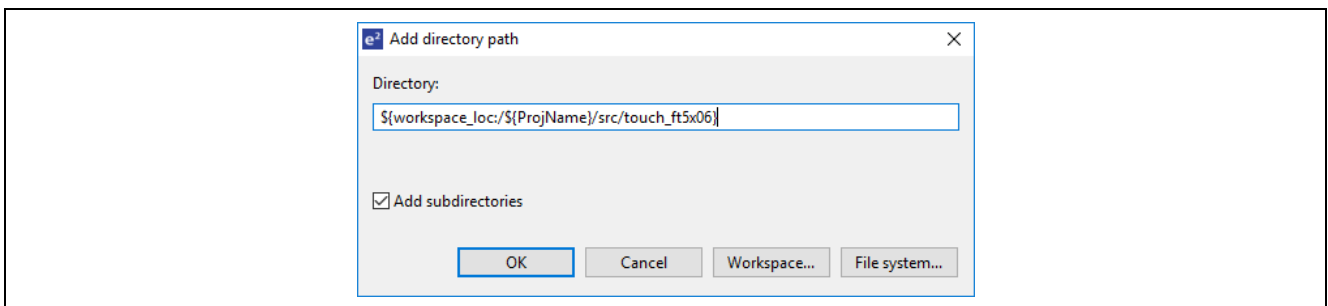 e² Add directory path
Directory:
${workspace_loc:/${ProjName}/src/touch_ft5x06}
Add subdirectories
OK Cancel Workspace... File system...